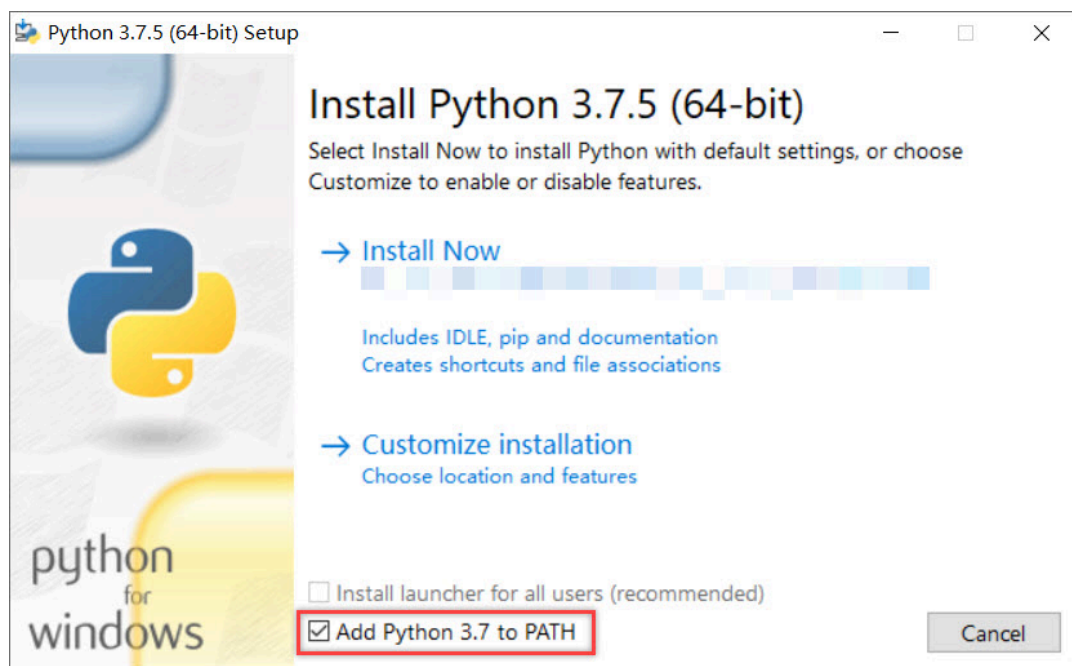 Python 3.7.5 (64-bit) Setup
Install Python 3.7.5 (64-bit)
Select Install Now to install Python with default settings, or choose
Customize to enable or disable features.
Install Now
Includes IDLE, pip and documentation
Creates shortcuts and file associations
Customize installation
Choose location and features
python
for
windows
Install launcher for all users (recommended)
Add Python 3.7 to PATH
Cancel